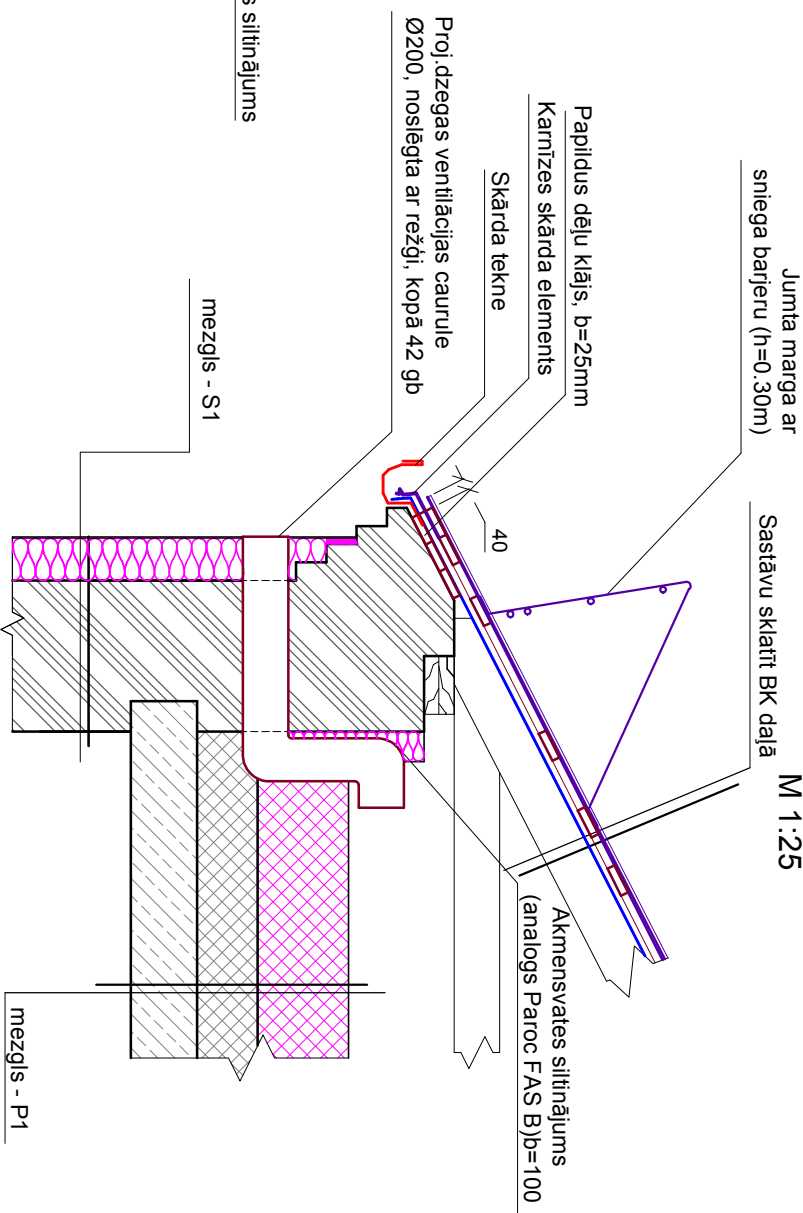 M 1:25
Jumta marga ar
sniega barjeru (h=0.30m)
Sastāvu sklatīt BK daļā
Papildus dēļu klājs, b=25mm
Karnīzes skārda elements
Skārda tekne
40
Proj.dzegas ventilācijas caurule
Ø200, noslēgta ar režģi, kopā 42 gb
Akmensvates siltinājums
(analogs Paroc FAS B)b=100
s siltinājums
mezgls - S1
mezgls - P1